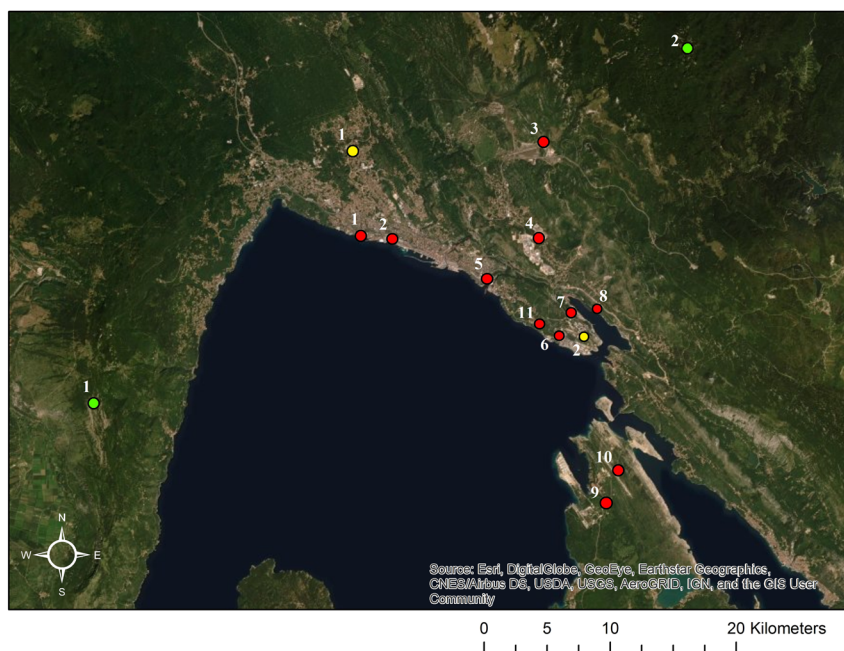 2
3
1
4
1 2
5
8
7
11
6
2
1
10
9
N
W E
S
Source: Esri, DigitalGlobe, GeoEye, Earthstar Geographics,
CNES/Airbus DS, USDA, USGS, AeroGRID, IGN, and the GIS User
Community
0 5 10 20 Kilometers